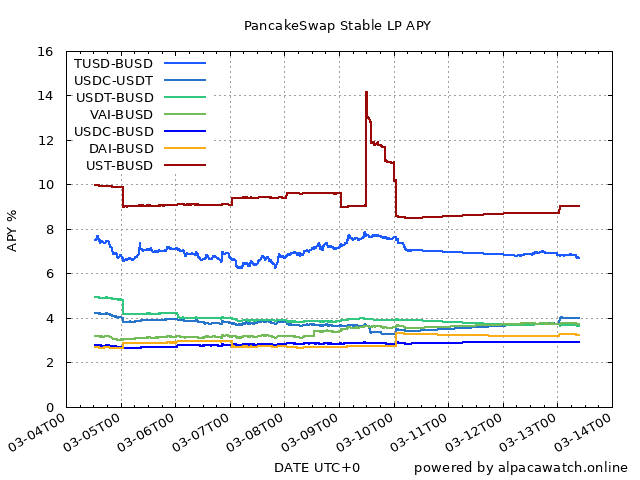 PancakeSwap Stable LP APY
16
14
12
10
8
6
4
2
0
APY %
TUSD-BUSD
USDC-USDT
USDT-BUSD
VAI-BUSD
USDC-BUSD
DAI-BUSD
UST-BUSD
03-04T00
03-05T00
03-06T00
03-07T00
03-08T00
03-09T00
03-10T00
03-11T00
03-12T00
03-13T00
03-14T00
DATE UTC+0
powered by alpacawatch.online